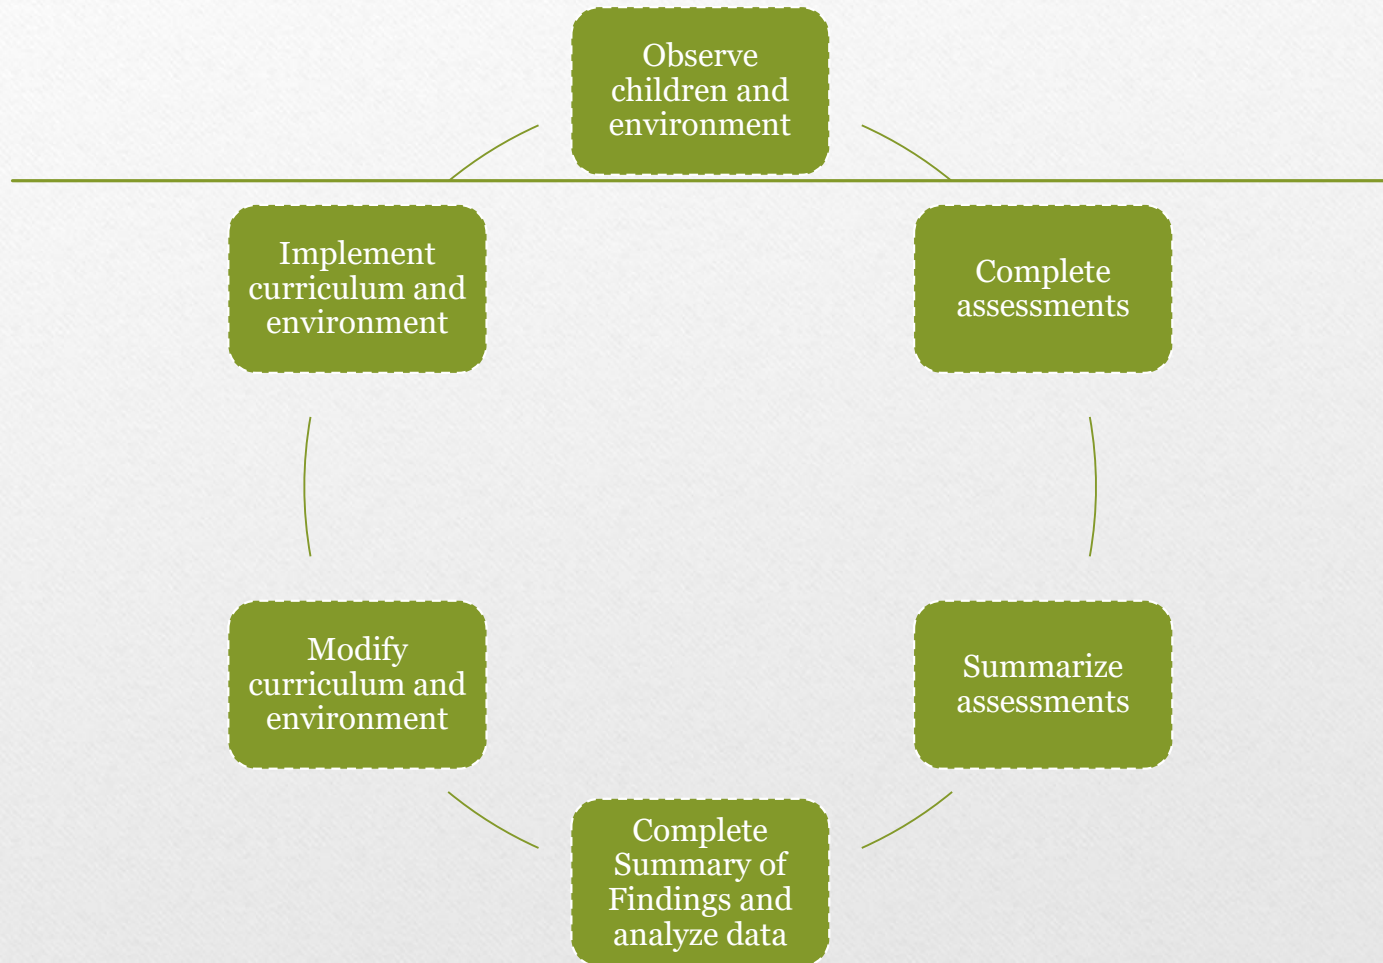 Observe
children and
environment
Complete
assessments
Summarize
assessments
Complete
Summary of
Findings and
analyze data
Modify
curriculum and
environment
Implement
curriculum and
environment